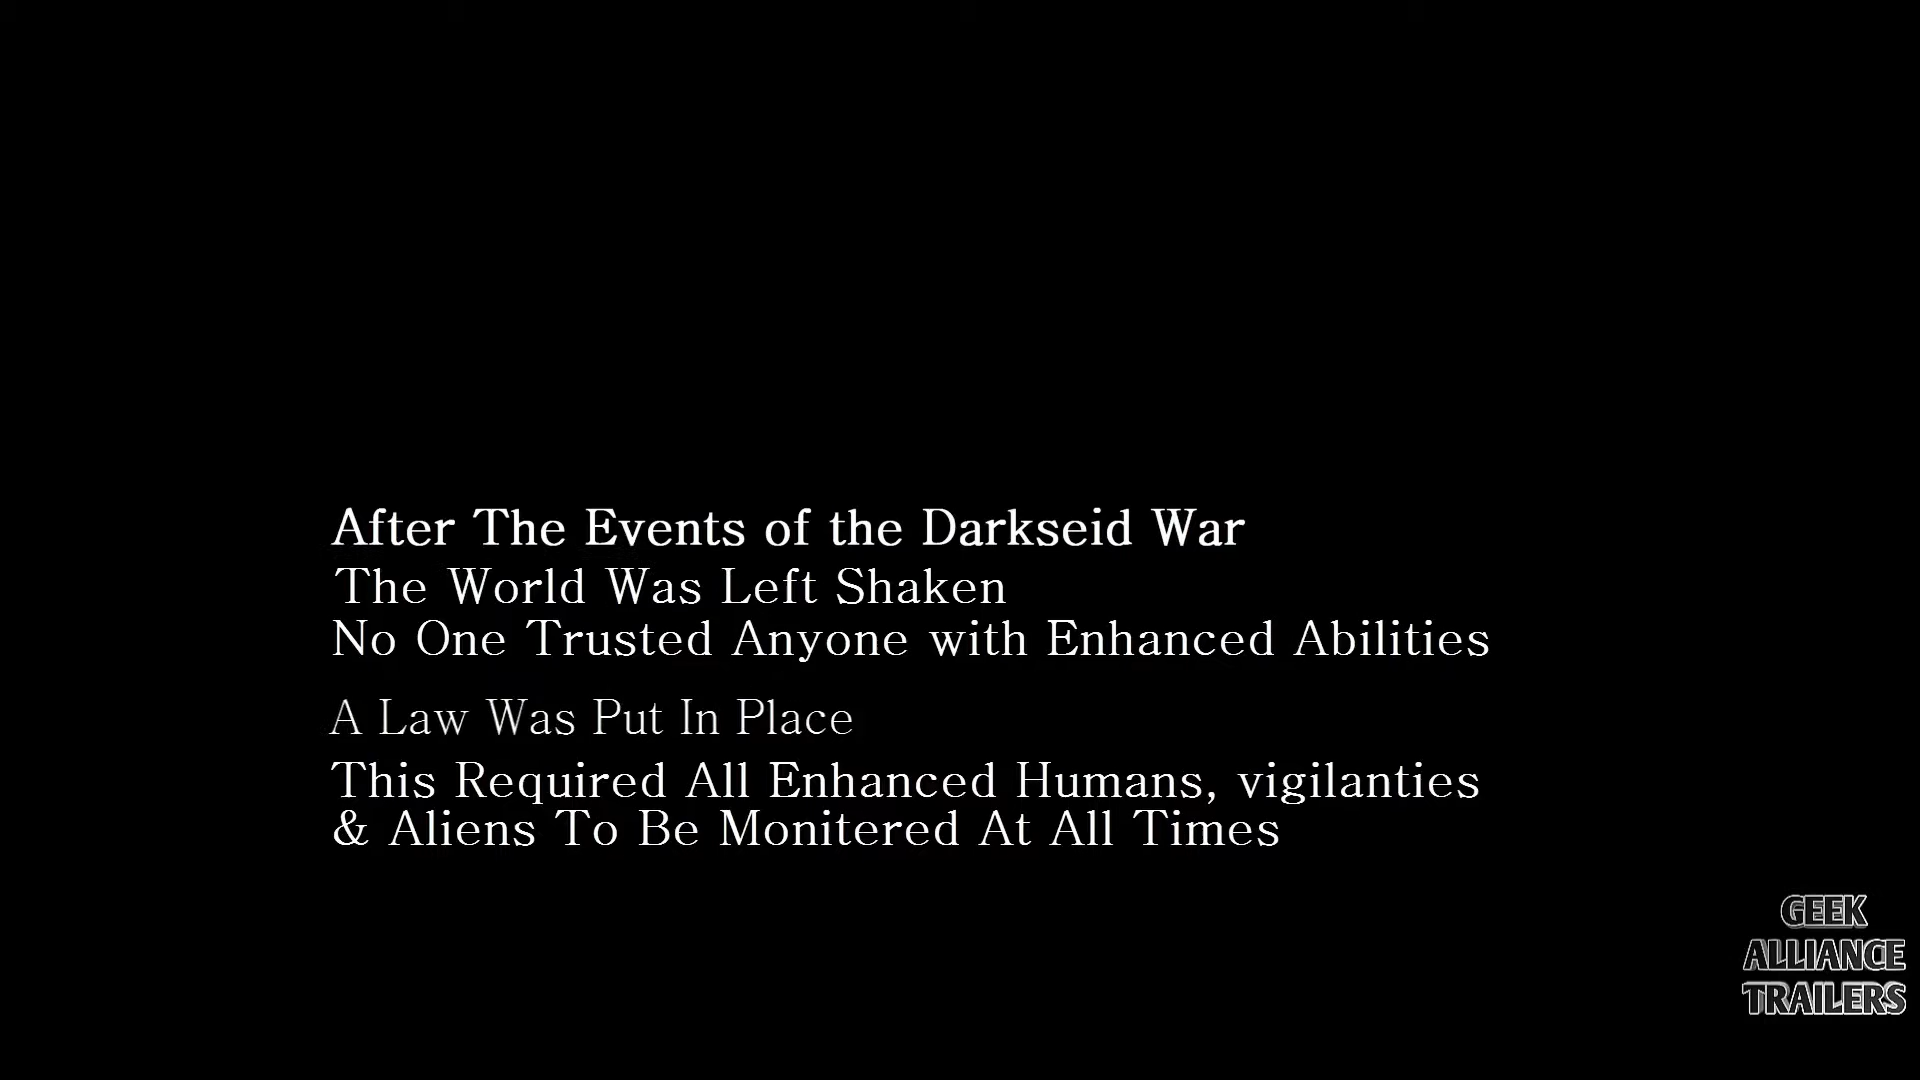 After The Events of the Darkseid War
The World Was Left Shaken
No One Trusted Anyone with Enhanced Abilities
A Law Was Put In Place
This Required All Enhanced Humans, vigilanties
& Aliens To Be Monitered At All Times
GEEK
ALLIANCE
TRAILERS